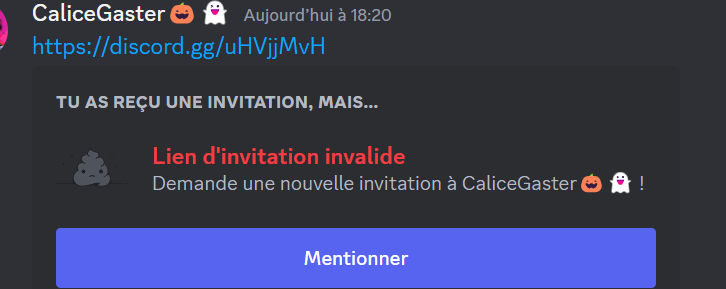 CaliceGaster🎃 👻 Aujourd'hui à 18:20
https://discord.gg/uHVjjMvH
TU AS REÇU UNE INVITATION, MAIS...
Lien d'invitation invalide
Demande une nouvelle invitation à CaliceGaster🎃 👻 !
Mentionner